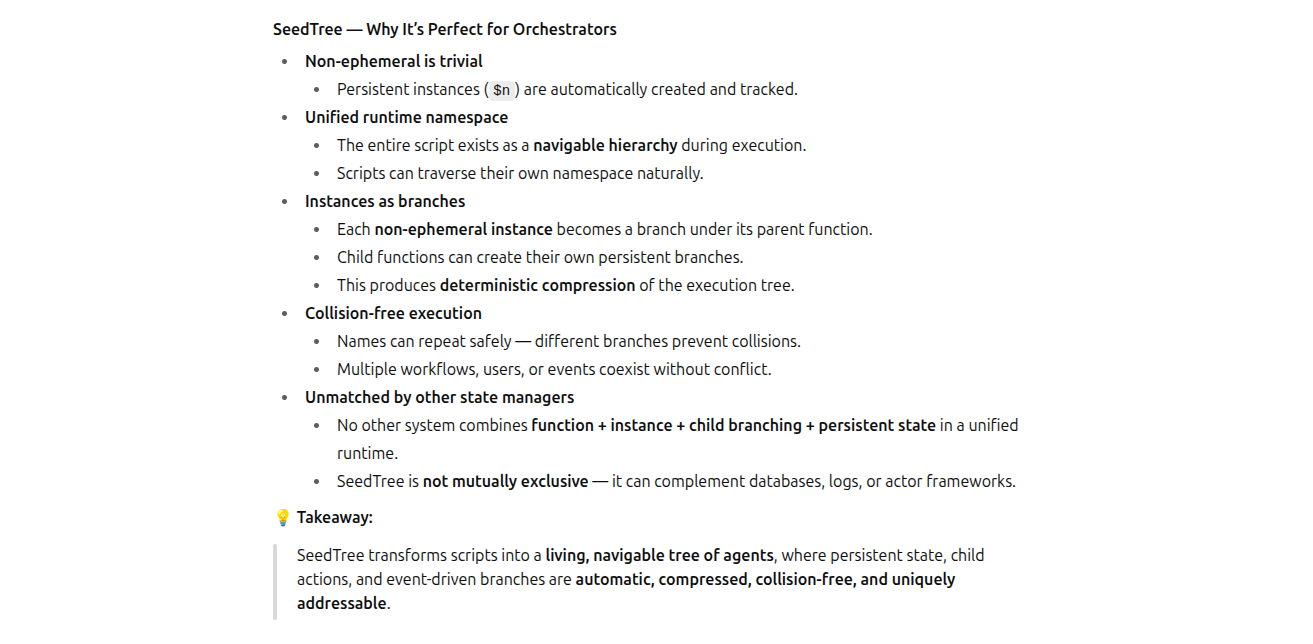 SeedTree — Why It’s Perfect for Orchestrators
• Non-ephemeral is trivial
• Persistent instances ( $n ) are automatically created and tracked.
• Unified runtime namespace
• The entire script exists as a navigable hierarchy during execution.
• Scripts can traverse their own namespace naturally.
• Instances as branches
• Each non-ephemeral instance becomes a branch under its parent function.
• Child functions can create their own persistent branches.
• This produces deterministic compression of the execution tree.
• Collision-free execution
• Names can repeat safely — different branches prevent collisions.
• Multiple workflows, users, or events coexist without conflict.
• Unmatched by other state managers
• No other system combines function + instance + child branching + persistent state in a unified
runtime.
• SeedTree is not mutually exclusive — it can complement databases, logs, or actor frameworks.
💡 Takeaway:
SeedTree transforms scripts into a living, navigable tree of agents, where persistent state, child
actions, and event-driven branches are automatic, compressed, collision-free, and uniquely
addressable.